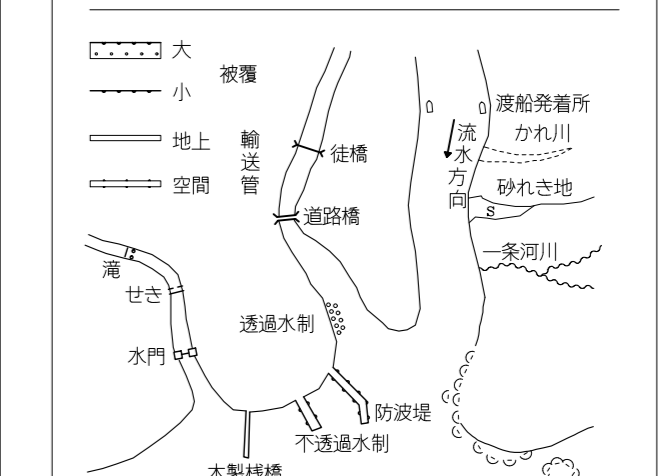 大
被覆
小
地上
輸送管
空間
徒橋
道路橋
渡船発着所
かれ川
流水方向
砂れき地
s
一条河川
滝
せき
水門
透過水制
防波堤
不透過水制
木製桟橋